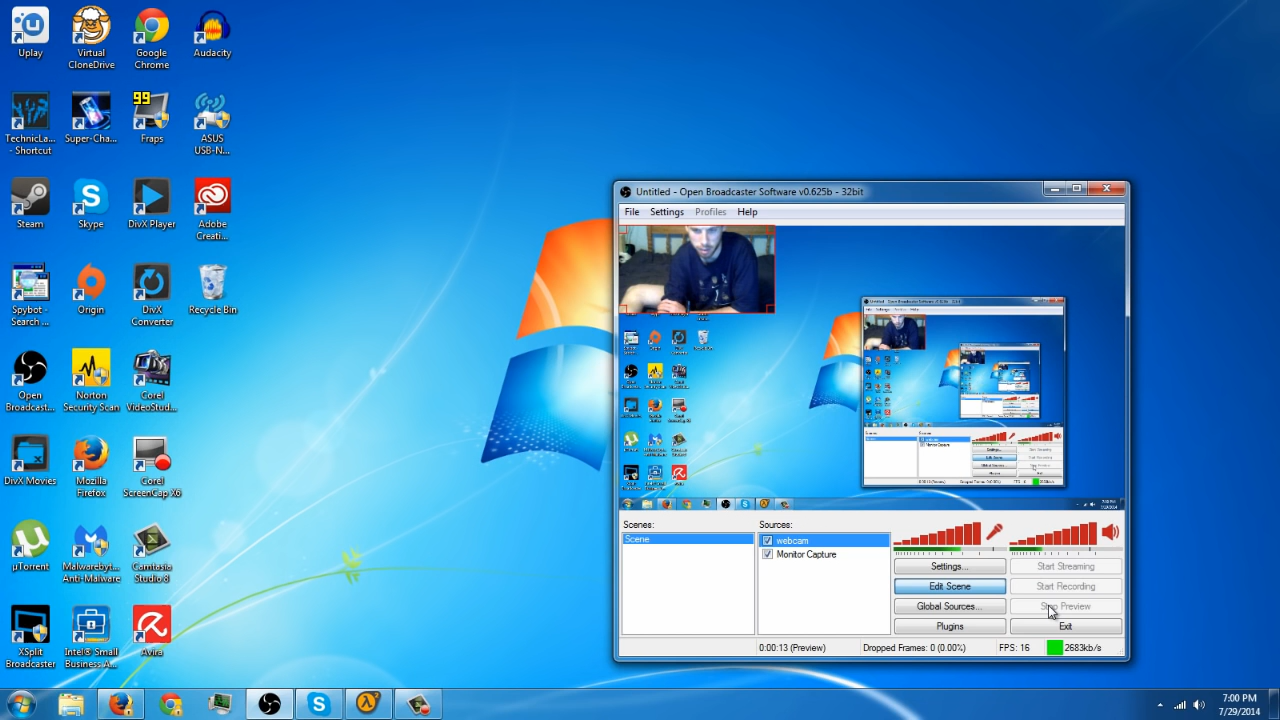 Uplay
Virtual
CloneDrive
Google
Chrome
Audacity
TechnicLa...
- Shortcut
Super-Cha...
99
Fraps
ASUS
USB-N...
Steam
Skype
DivX Player
Adobe
Creati...
Spybot -
Search ...
Origin
DivX
Converter
Recycle Bin
Open
Broadcast...
Norton
Security Scan
Corel
VideoStud...
DivX Movies
Mozilla
Firefox
Corel
ScreenCap X6
µTorrent
Malwarebyt...
Anti-Malware
Camtasia
Studio 8
XSplit
Broadcaster
Intel® Small
Business A...
Avira
Untitled - Open Broadcaster Software v0.625b - 32bit
File Settings Profiles Help
Scenes:
Scene
Sources:
webcam
Monitor Capture
Settings...
Start Streaming
Edit Scene
Start Recording
Global Sources...
Stop Preview
Plugins
Exit
0:00:13 (Preview)
Dropped Frames: 0 (0.00%)
FPS: 16
2683kb/s
7:00 PM
7/29/2014